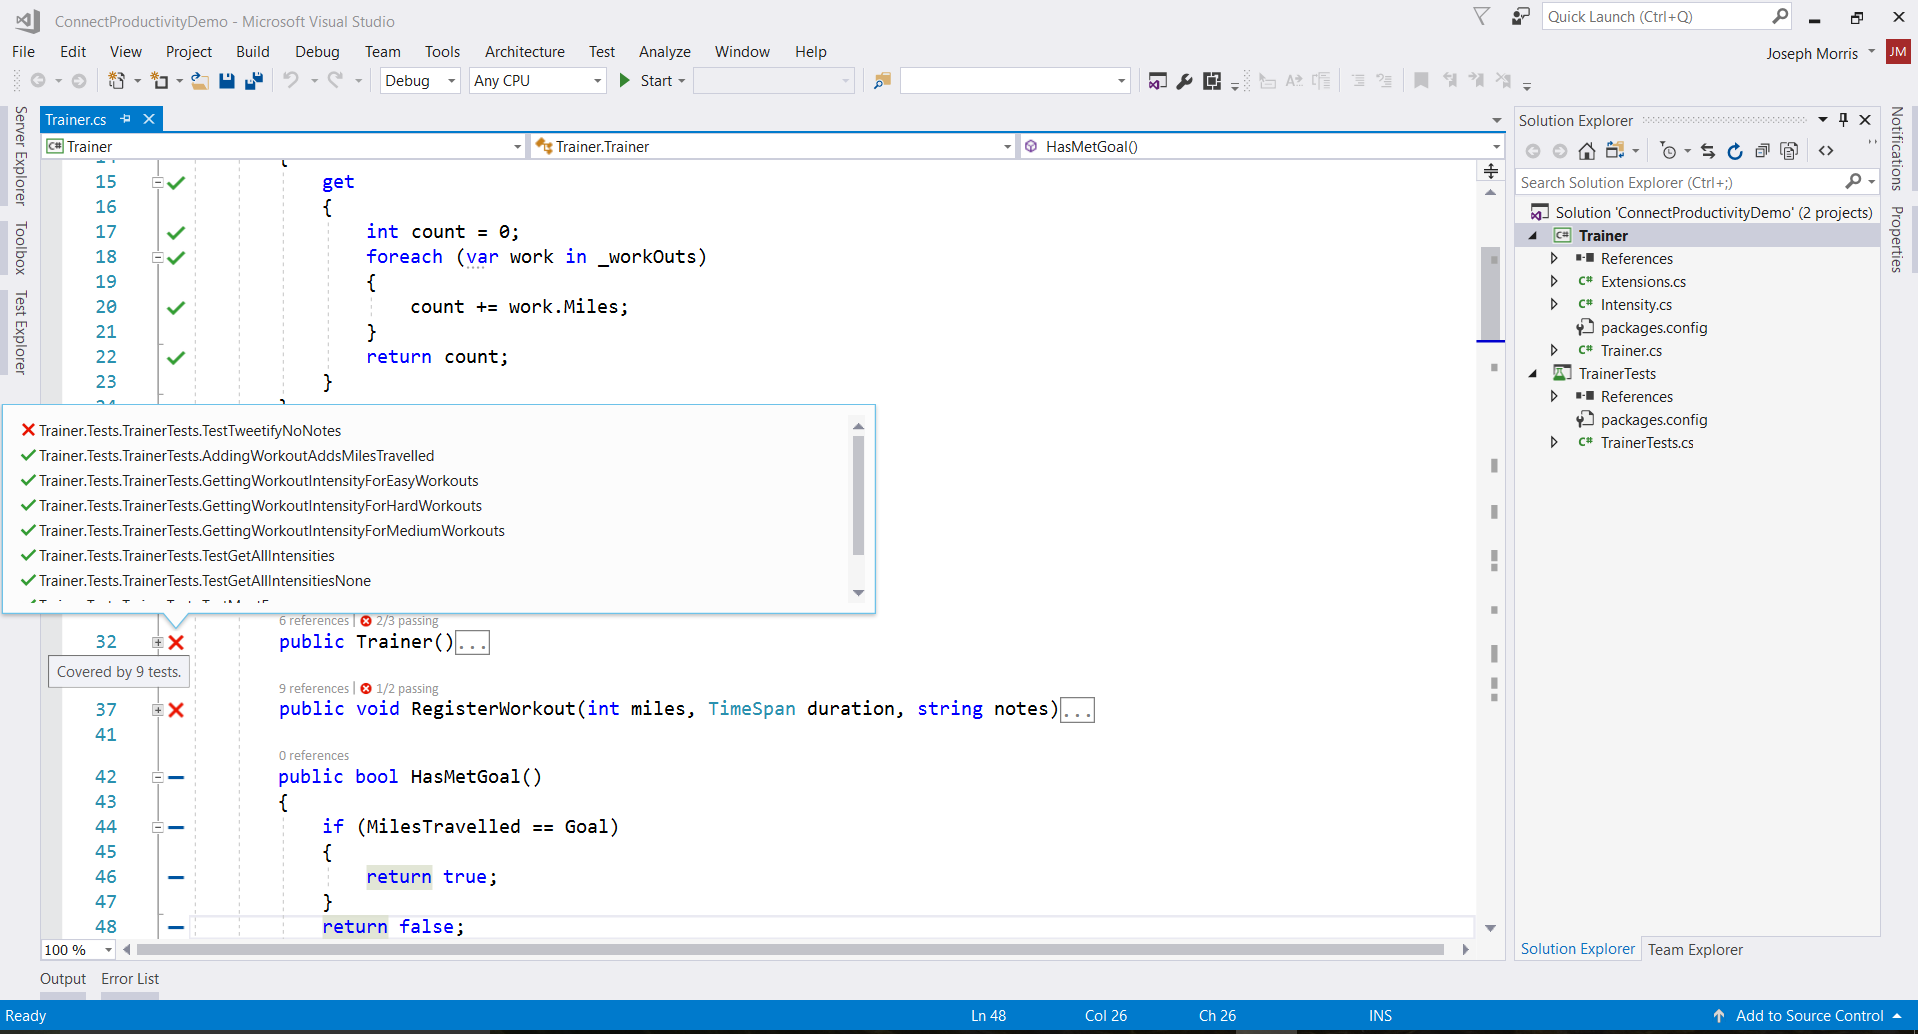 ConnectProductivityDemo - Microsoft Visual Studio
Quick Launch (Ctrl+Q)
File Edit View Project Build Debug Team Tools Architecture Test Analyze Window Help
Joseph Morris JM
Debug Any CPU Start
Server Explorer
Toolbox
Test Explorer
Trainer.cs
C# Trainer Trainer.Trainer HasMetGoal()
15 get
16 {
17 int count = 0;
18 foreach (var work in _workOuts)
19 {
20 count += work.Miles;
21 }
22 return count;
23 }
Trainer.Tests.TrainerTests.TestTweetifyNoNotes
Trainer.Tests.TrainerTests.AddingWorkoutAddsMilesTravelled
Trainer.Tests.TrainerTests.GettingWorkoutIntensityForEasyWorkouts
Trainer.Tests.TrainerTests.GettingWorkoutIntensityForHardWorkouts
Trainer.Tests.TrainerTests.GettingWorkoutIntensityForMediumWorkouts
Trainer.Tests.TrainerTests.TestGetAllIntensities
Trainer.Tests.TrainerTests.TestGetAllIntensitiesNone
6 references | 2/3 passing
32 public Trainer()...
Covered by 9 tests.
9 references | 1/2 passing
37 public void RegisterWorkout(int miles, TimeSpan duration, string notes)...
41
0 references
42 public bool HasMetGoal()
43 {
44 if (MilesTravelled == Goal)
45 {
46 return true;
47 }
48 return false;
100 %
Solution Explorer
Search Solution Explorer (Ctrl+;)
Solution 'ConnectProductivityDemo' (2 projects)
C# Trainer
References
C# Extensions.cs
C# Intensity.cs
packages.config
C# Trainer.cs
TrainerTests
References
packages.config
C# TrainerTests.cs
Solution Explorer Team Explorer
Notifications
Properties
Output Error List
Ready Ln 48 Col 26 Ch 26 INS Add to Source Control